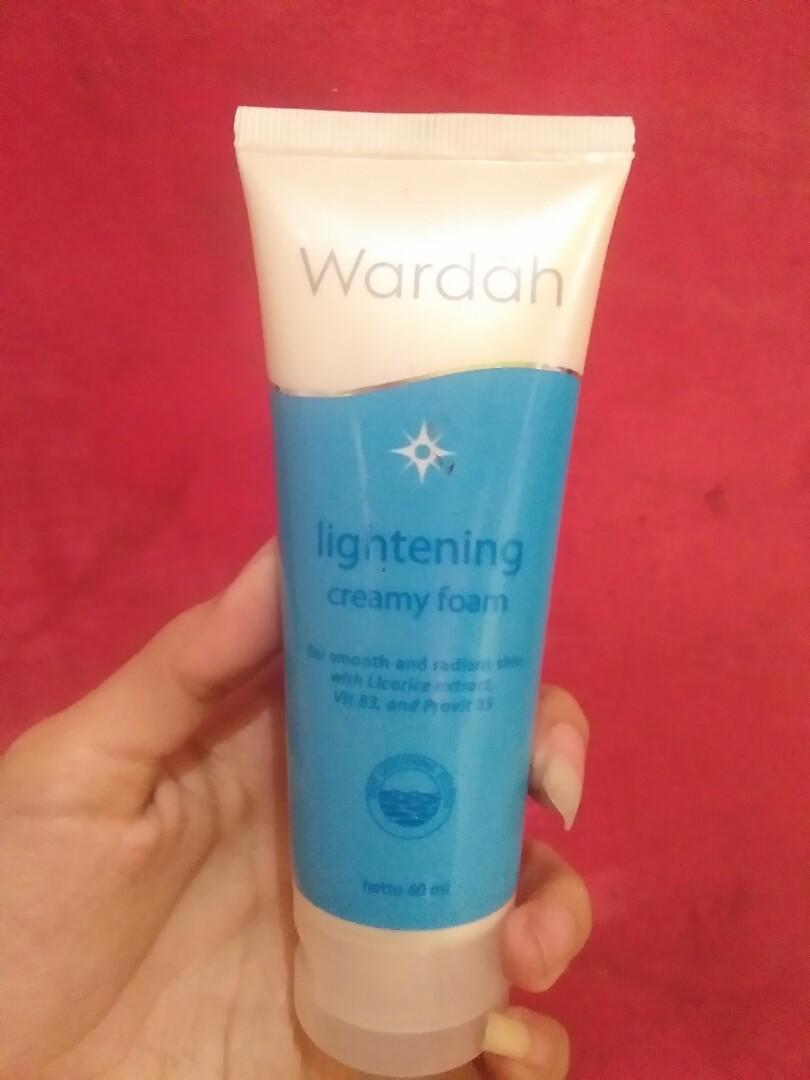 Wardah
lightening
creamy foam
for smooth and radiant skin
with Licorice extract,
Vit B3, and Provit B5
netto 60 ml